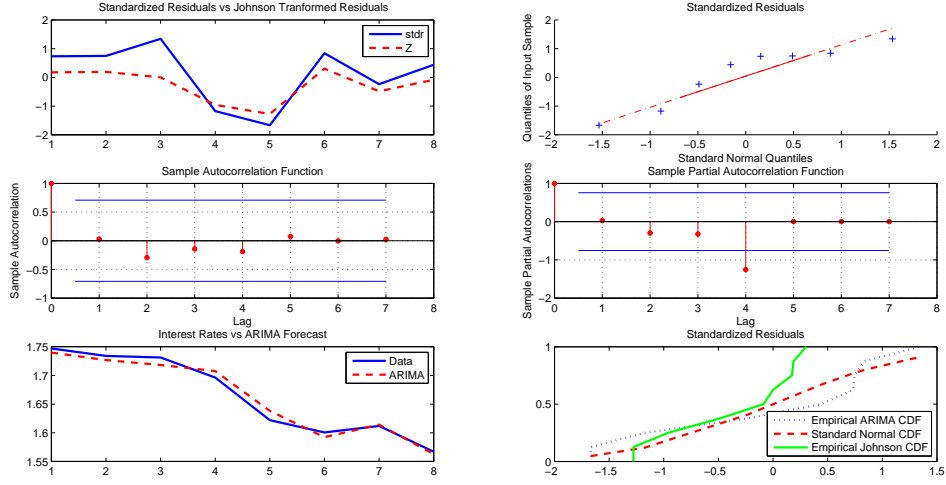 Standardized Residuals vs Johnson Tranformed Residuals
2
1
0
−1
−2
1 2 3 4 5 6 7 8
stdr
Z
Standardized Residuals
Quantiles of Input Sample
2
1
0
−1
−2
−2 −1.5 −1 −0.5 0 0.5 1 1.5 2
Standard Normal Quantiles
Sample Autocorrelation Function
Sample Autocorrelation
1
0.5
0
−0.5
−1
0 1 2 3 4 5 6 7 8
Lag
Sample Partial Autocorrelation Function
Sample Partial Autocorrelations
1
0
−1
−2
0 1 2 3 4 5 6 7 8
Lag
Interest Rates vs ARIMA Forecast
1.75
1.7
1.65
1.6
1.55
1 2 3 4 5 6 7 8
Data
ARIMA
Standardized Residuals
1
0.5
0
−2 −1.5 −1 −0.5 0 0.5 1 1.5
Empirical ARIMA CDF
Standard Normal CDF
Empirical Johnson CDF